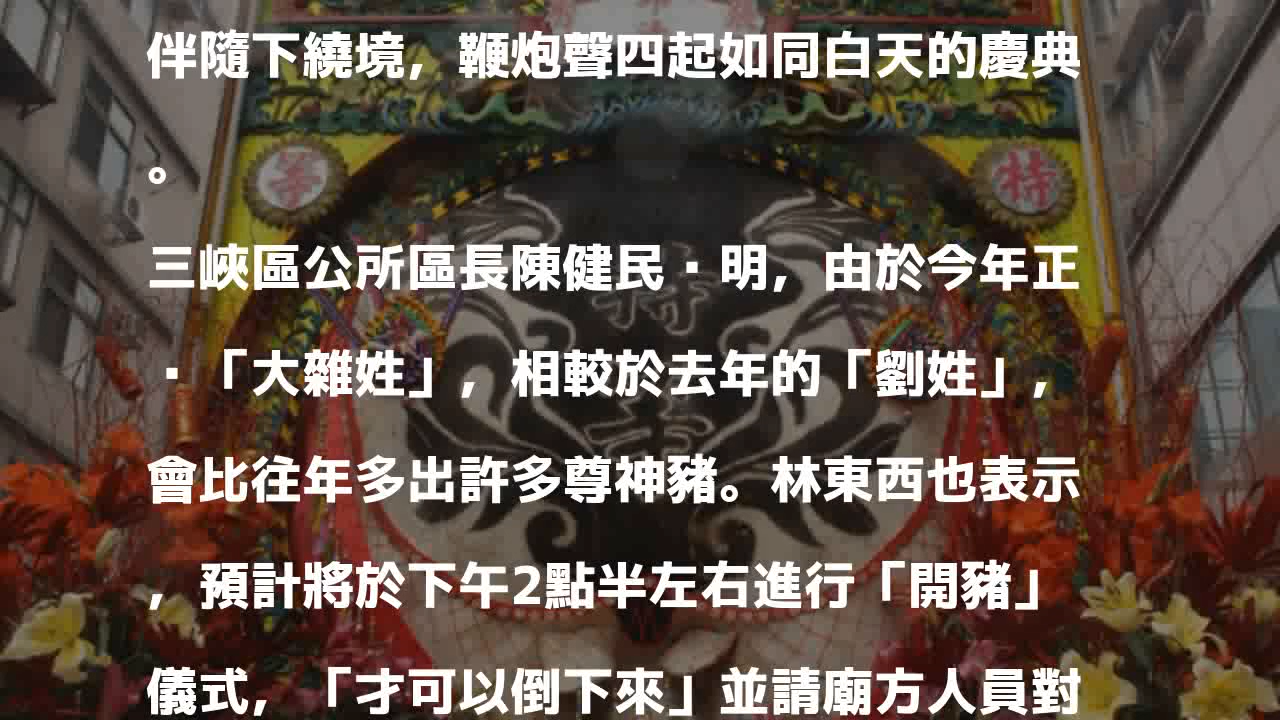 伴隨下繞境，鞭炮聲四起如同白天的慶典
。
三峽區公所區長陳健民·明，由於今年正
·「大雜姓」，相較於去年的「劉姓」，
會比往年多出許多尊神豬。林東西也表示
，預計將於下午2點半左右進行「開豬」
儀式，「才可以倒下來」並請廟方人員對
等
特
特